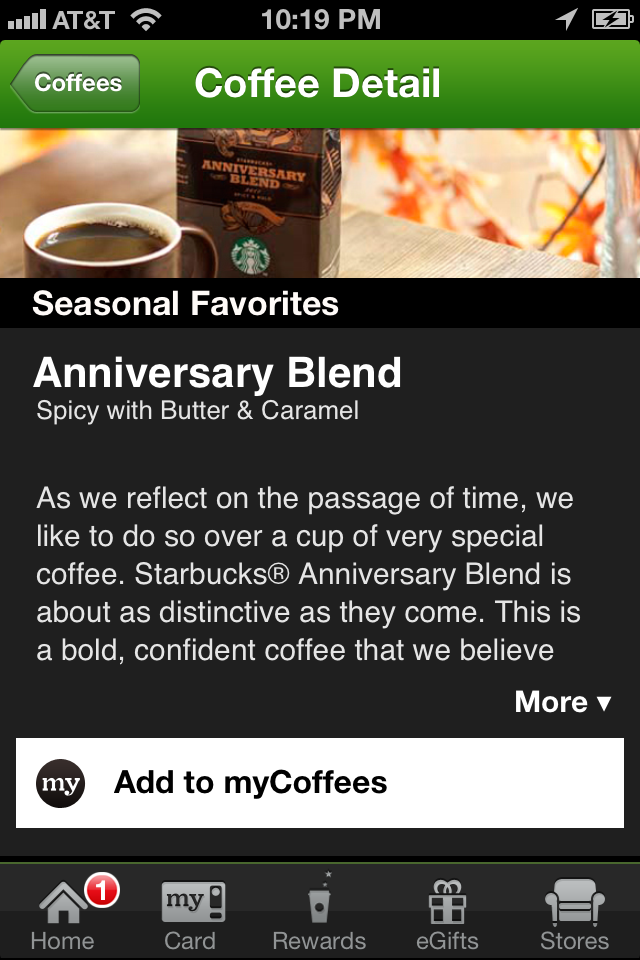 AT&T 10:19 PM
Coffees
Coffee Detail
STARBUCKS
ANNIVERSARY
BLEND
SPICY & BOLD
Seasonal Favorites
Anniversary Blend
Spicy with Butter & Caramel
As we reflect on the passage of time, we
like to do so over a cup of very special
coffee. Starbucks® Anniversary Blend is
about as distinctive as they come. This is
a bold, confident coffee that we believe
More ▾
my Add to myCoffees
1
my
Home Card Rewards eGifts Stores